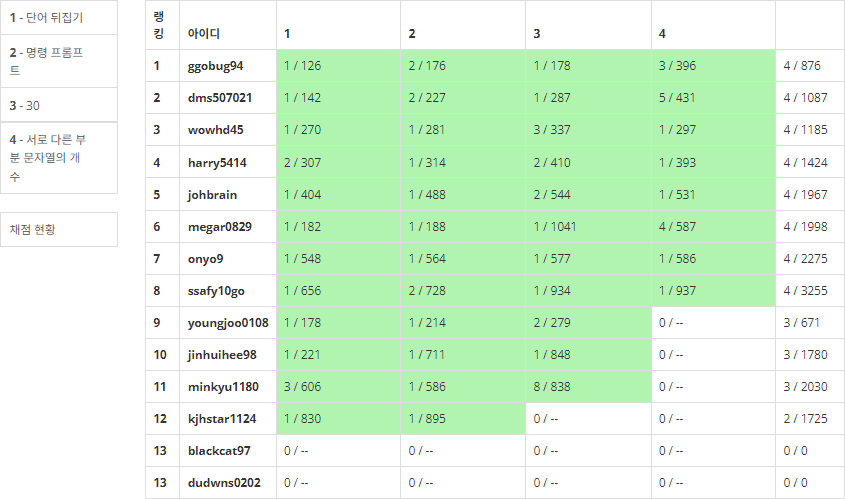 1 - 단어 뒤집기
2 - 명령 프롬프
트
3 - 30
4 - 서로 다른 부
분 문자열의 개
수
채점 현황
랭
킹 아이디 1 2 3 4
1 ggobug94 1 / 126 2 / 176 1 / 178 3 / 396 4 / 876
2 dms507021 1 / 142 2 / 227 1 / 287 5 / 431 4 / 1087
3 wowhd45 1 / 270 1 / 281 3 / 337 1 / 297 4 / 1185
4 harry5414 2 / 307 1 / 314 2 / 410 1 / 393 4 / 1424
5 johbrain 1 / 404 1 / 488 2 / 544 1 / 531 4 / 1967
6 megar0829 1 / 182 1 / 188 1 / 1041 4 / 587 4 / 1998
7 onyo9 1 / 548 1 / 564 1 / 577 1 / 586 4 / 2275
8 ssafy10go 1 / 656 2 / 728 1 / 934 1 / 937 4 / 3255
9 youngjoo0108 1 / 178 1 / 214 2 / 279 0 / -- 3 / 671
10 jinhuihee98 1 / 221 1 / 711 1 / 848 0 / -- 3 / 1780
11 minkyu1180 3 / 606 1 / 586 8 / 838 0 / -- 3 / 2030
12 kjhstar1124 1 / 830 1 / 895 0 / -- 0 / -- 2 / 1725
13 blackcat97 0 / -- 0 / -- 0 / -- 0 / -- 0 / 0
13 dudwns0202 0 / -- 0 / -- 0 / -- 0 / -- 0 / 0